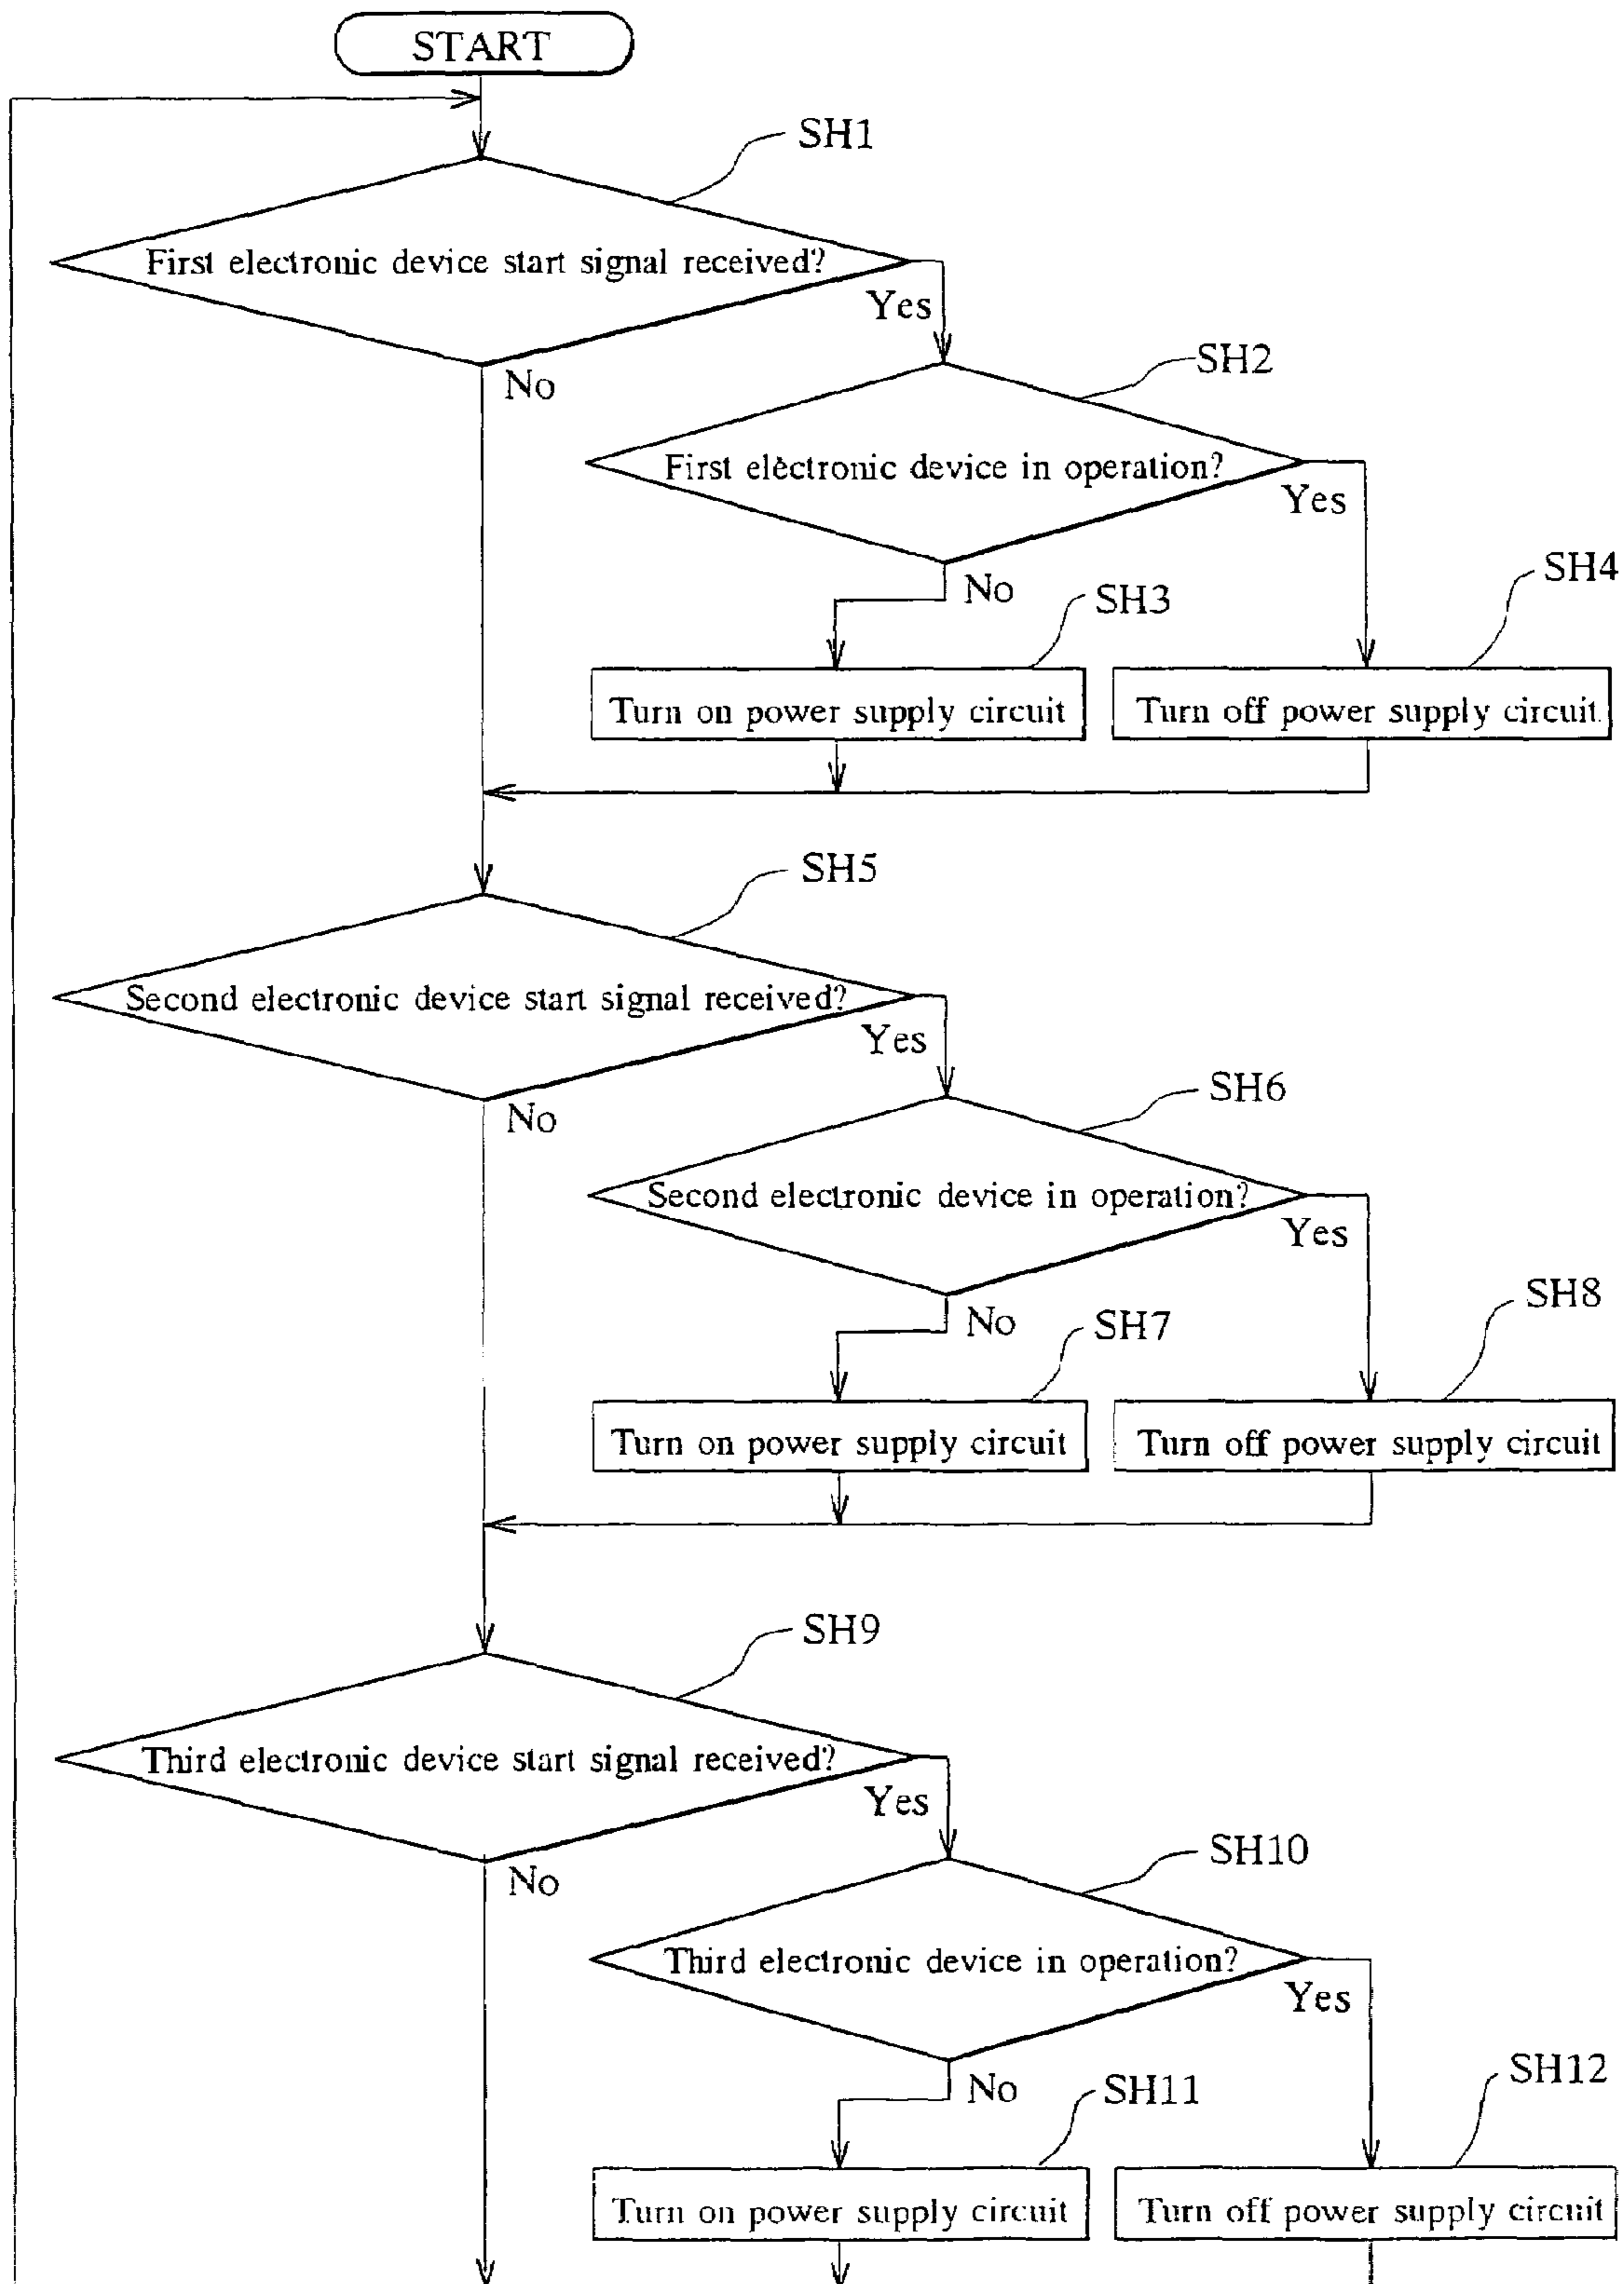 START
SH1
First electronic device start signal received?
Yes
No
SH2
First electronic device in operation?
Yes
No
SH3
SH4
Turn on power supply circuit
Turn off power supply circuit
SH5
Second electronic device start signal received?
Yes
No
SH6
Second electronic device in operation?
Yes
No
SH7
SH8
Turn on power supply circuit
Turn off power supply circuit
SH9
Third electronic device start signal received?
Yes
No
SH10
Third electronic device in operation?
Yes
No
SH11
SH12
Turn on power supply circuit
Turn off power supply circuit